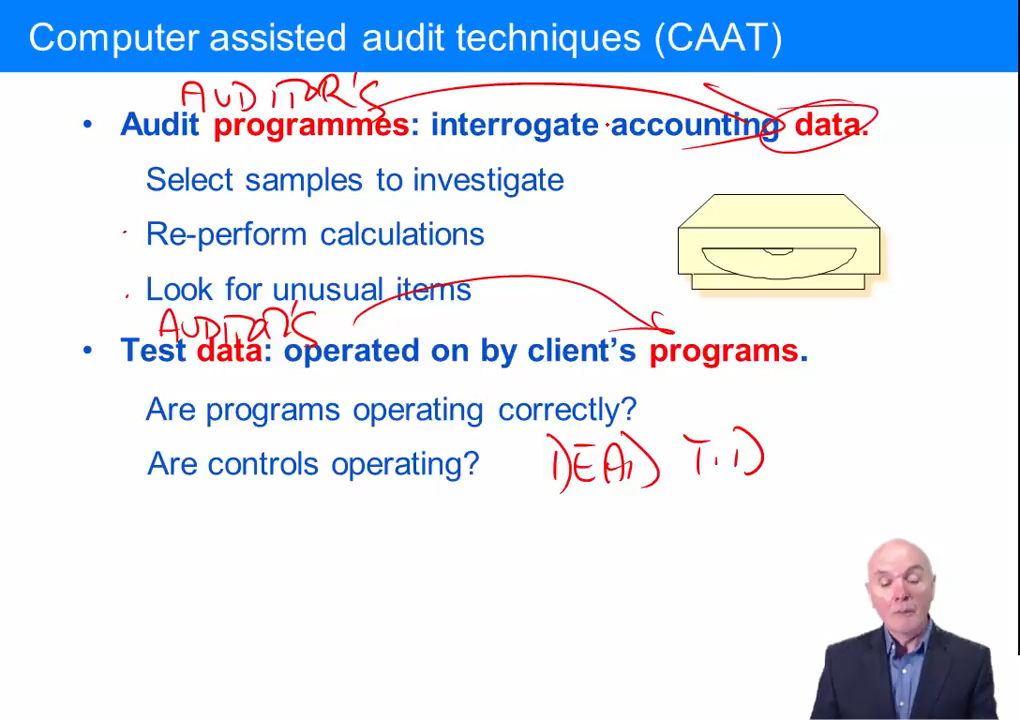 Computer assisted audit techniques (CAAT)
AUDITOR'S
• Audit programmes: interrogate accounting data.
Select samples to investigate
Re-perform calculations
Look for unusual items
AUDITOR'S
• Test data: operated on by client's programs.
Are programs operating correctly?
Are controls operating?
DEAD T.D